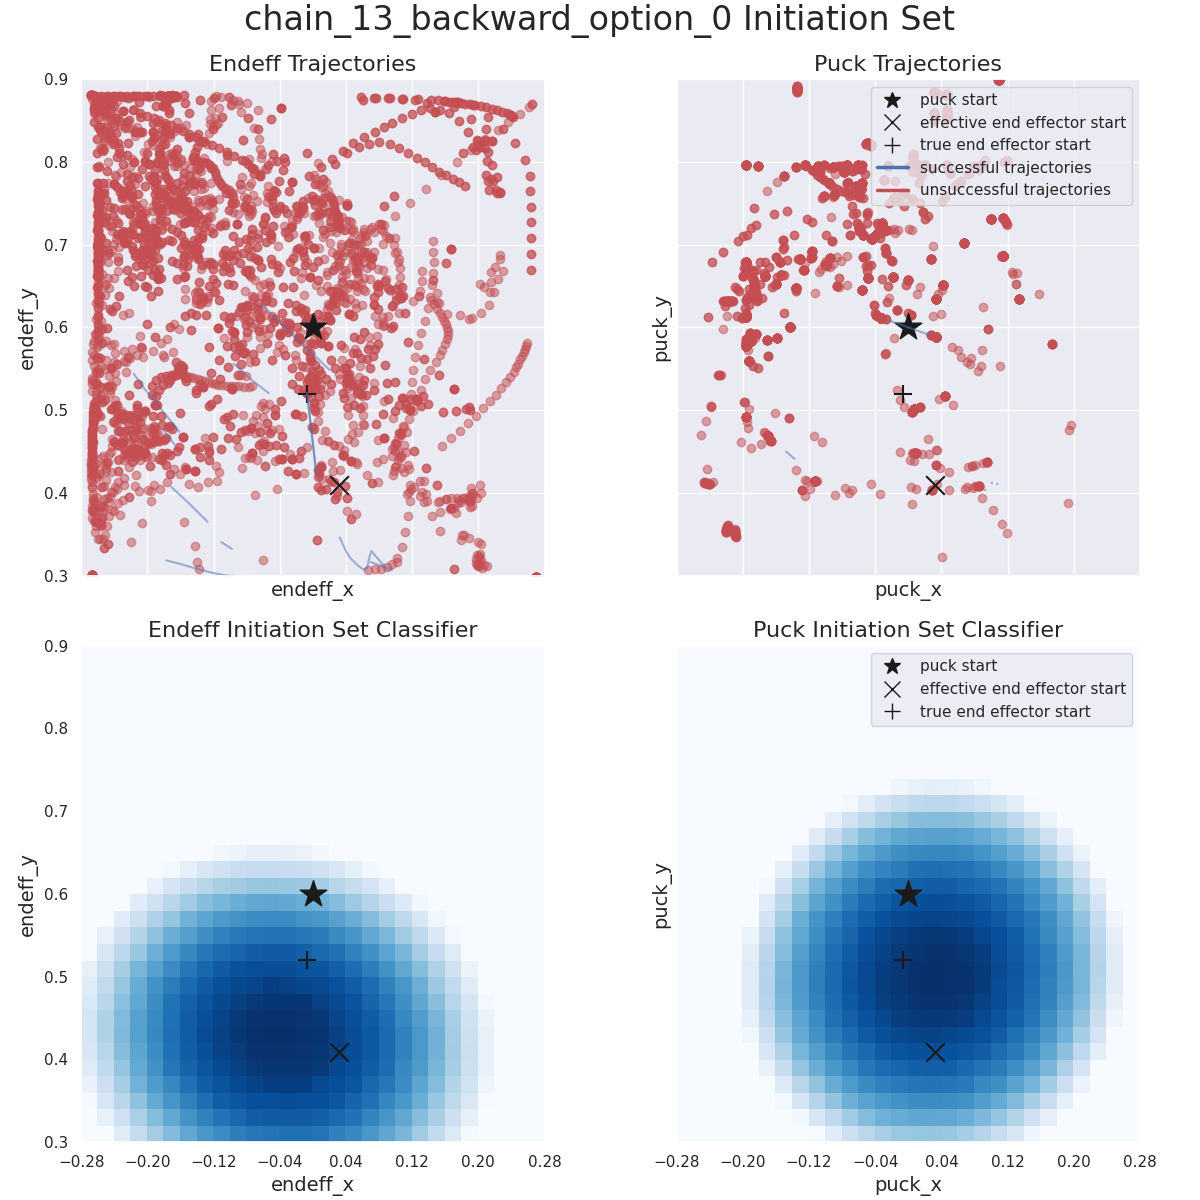 chain_13_backward_option_0 Initiation Set
Endeff Trajectories
0.9
0.8
0.7
0.6
0.5
0.4
0.3
endeff_y
endeff_x
Puck Trajectories
puck start
effective end effector start
true end effector start
successful trajectories
unsuccessful trajectories
puck_y
puck_x
Endeff Initiation Set Classifier
0.9
0.8
0.7
0.6
0.5
0.4
0.3
endeff_y
−0.28 −0.20 −0.12 −0.04 0.04 0.12 0.20 0.28
endeff_x
Puck Initiation Set Classifier
puck start
effective end effector start
true end effector start
puck_y
−0.28 −0.20 −0.12 −0.04 0.04 0.12 0.20 0.28
puck_x